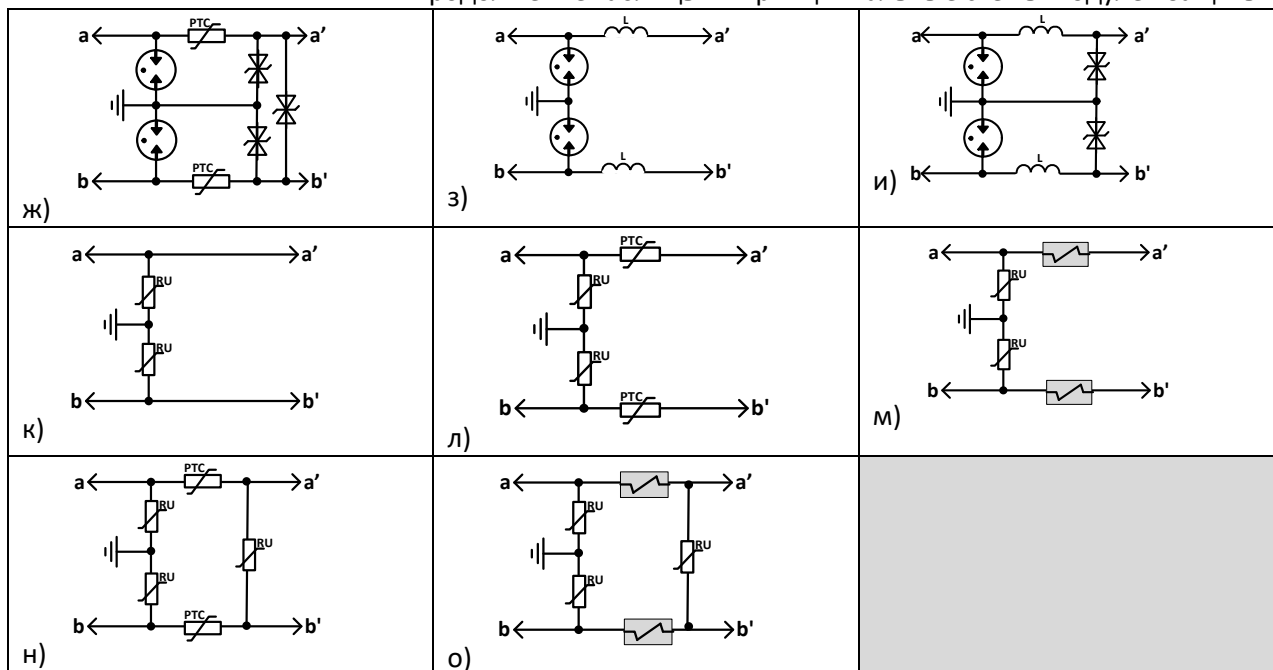 PTC
a a'
PTC
b b'
ж)
L
a a'
L
b b'
з)
L
a a'
L
b b'
и)
a a'
RU
RU
b b'
к)
PTC
a a'
RU
RU
PTC
b b'
л)
a a'
RU
RU
b b'
м)
PTC
a a'
RU
RU
RU
PTC
b b'
н)
a a'
RU
RU
RU
b b'
о)